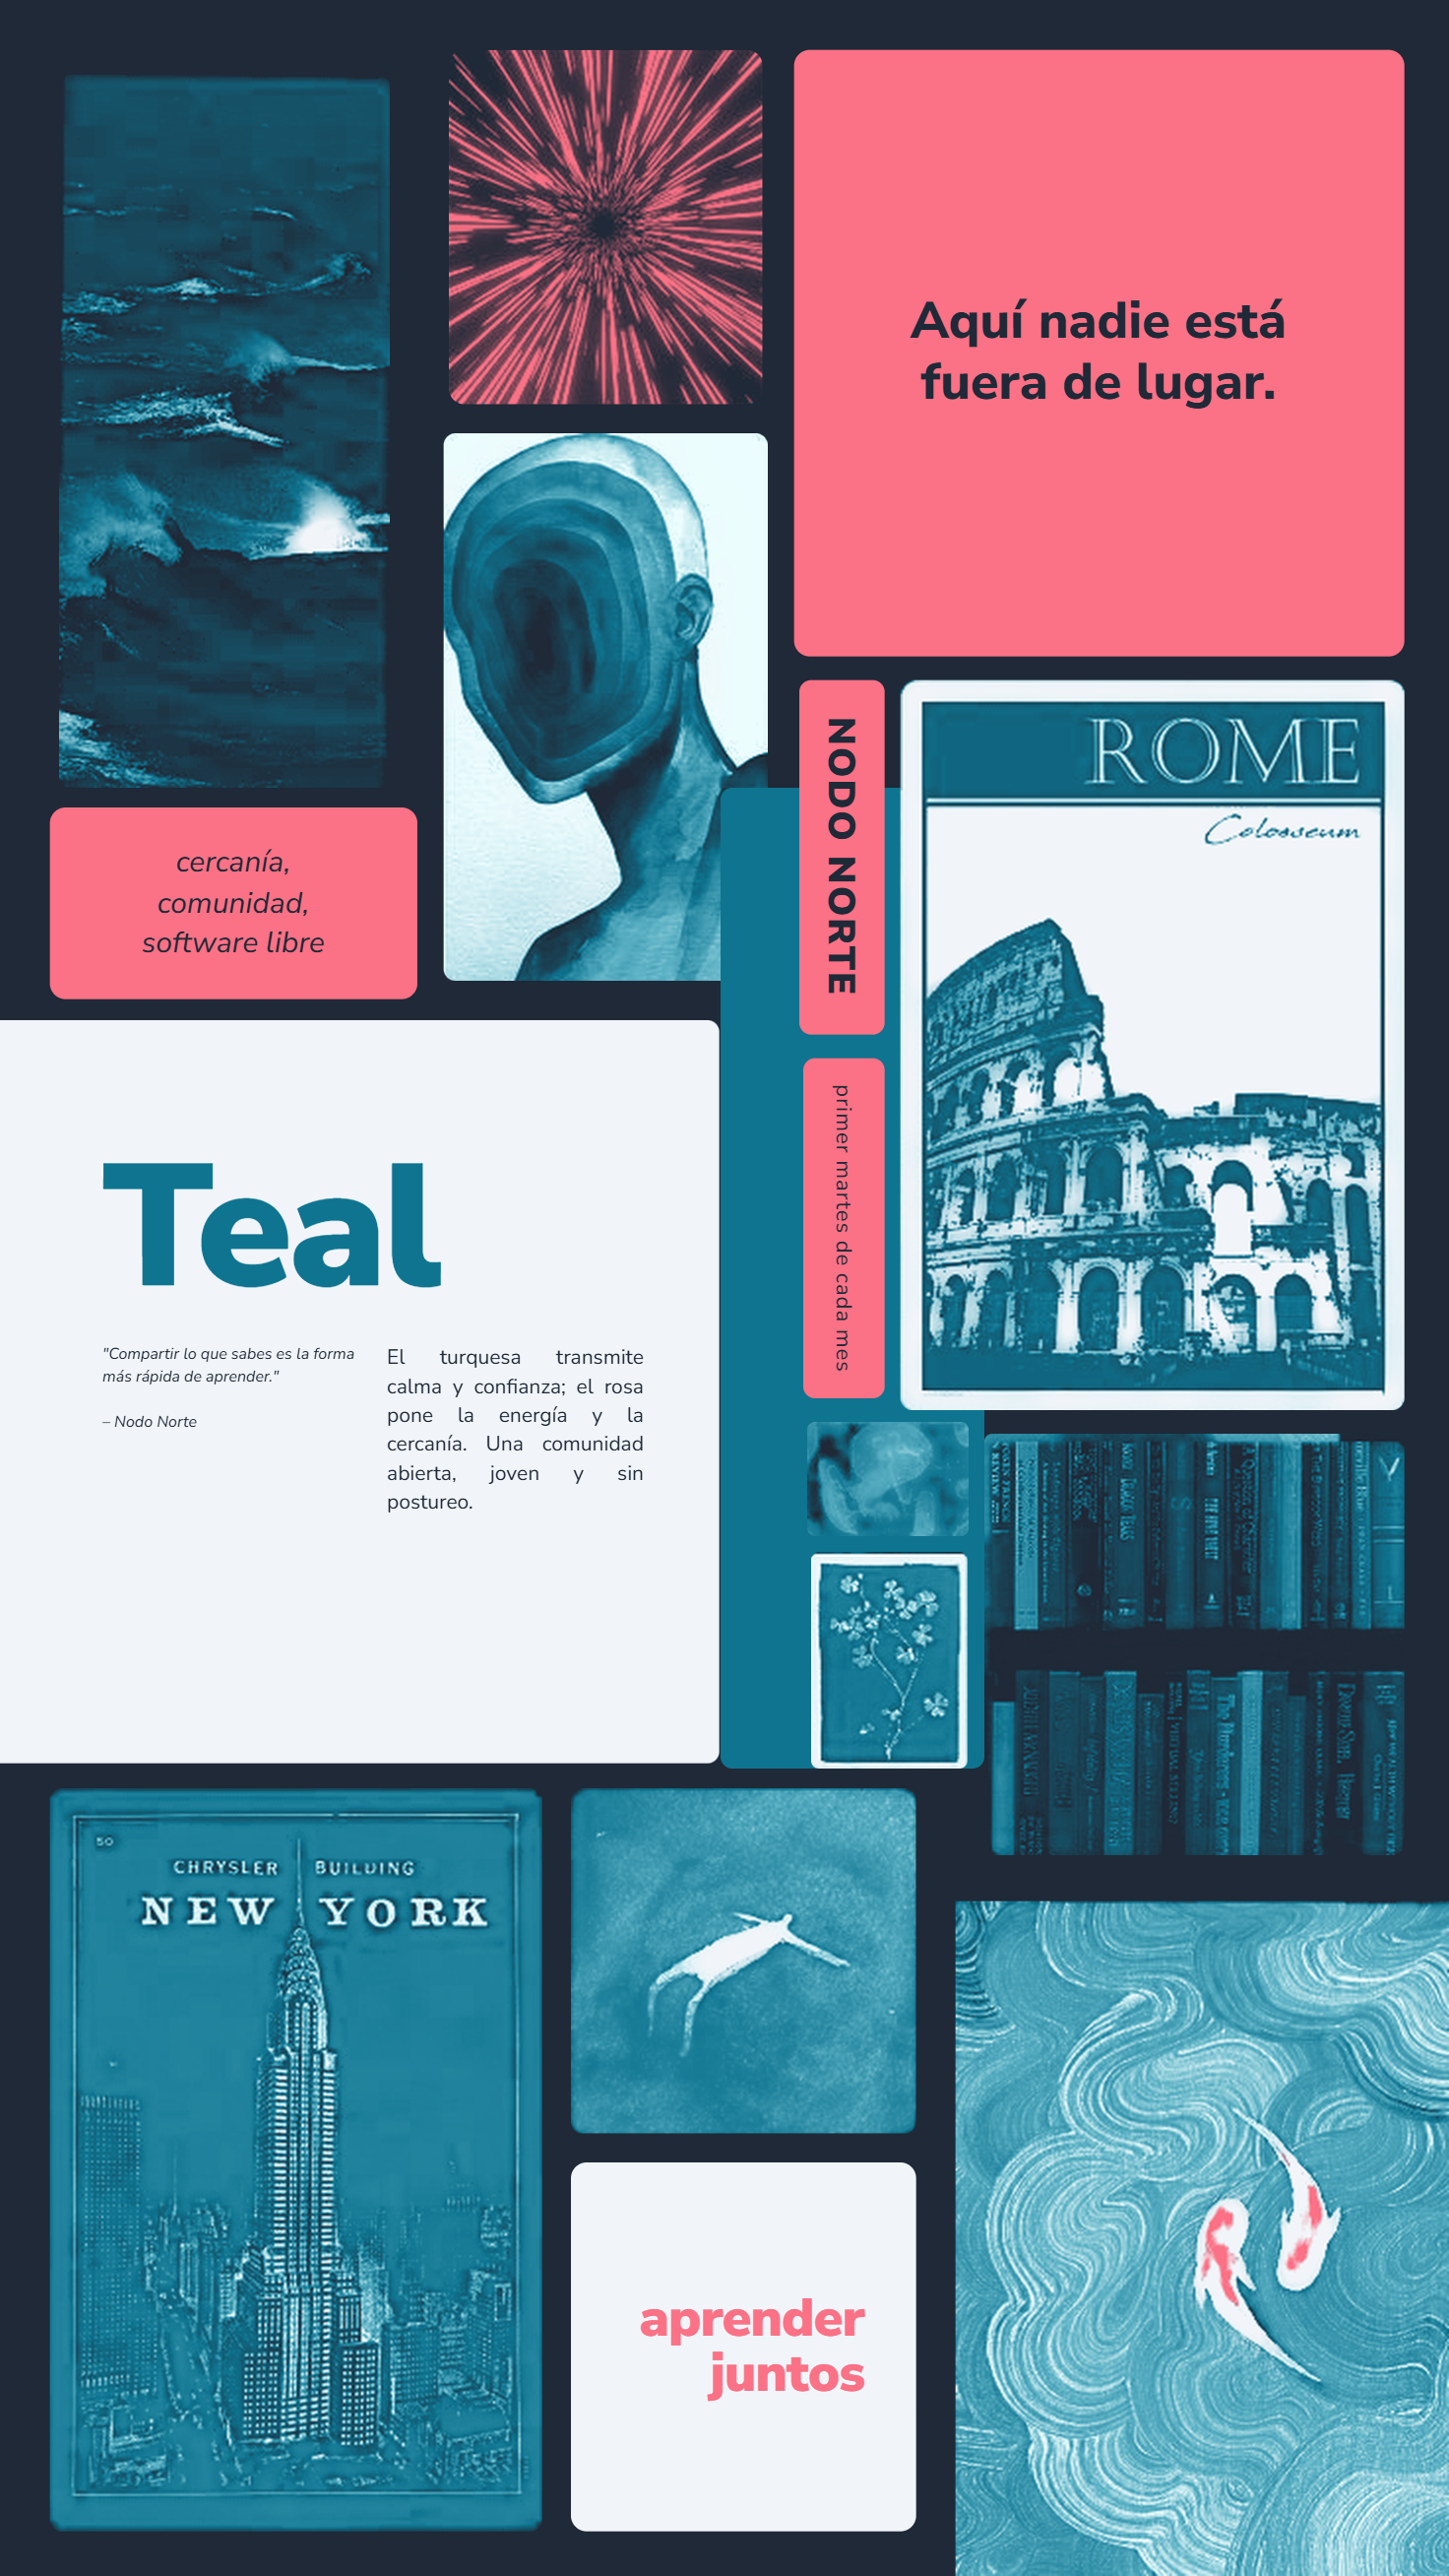 Aquí nadie está
fuera de lugar.
cercanía,
comunidad,
software libre
NODO NORTE
primer martes de cada mes
ROME
Colosseum
Teal
"Compartir lo que sabes es la forma
más rápida de aprender."
– Nodo Norte
El turquesa transmite
calma y confianza; el rosa
pone la energía y la
cercanía. Una comunidad
abierta, joven y sin
postureo.
50
CHRYSLER BUILDING
NEW YORK
aprender
juntos